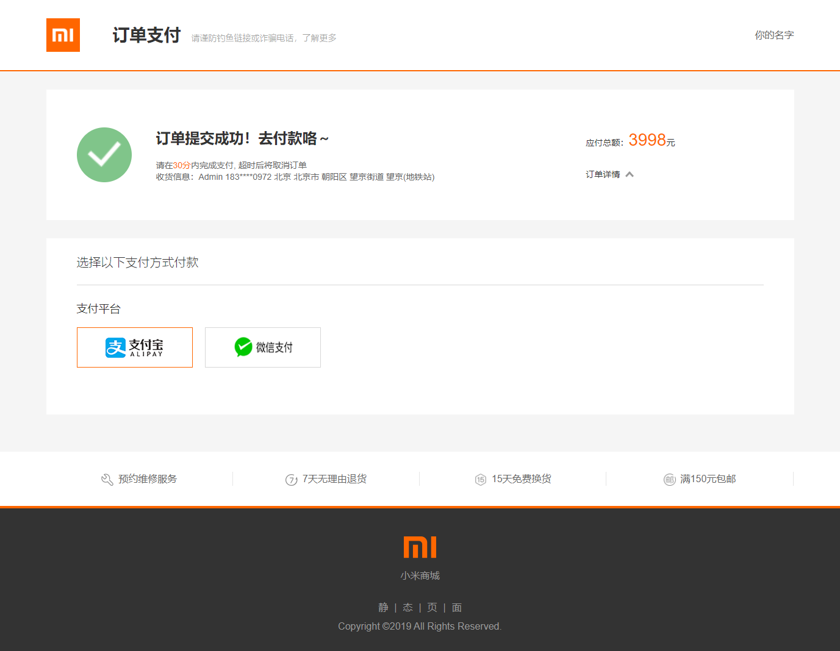 mi
订单支付 请谨防钓鱼链接或诈骗电话，了解更多
你的名字
订单提交成功！去付款咯～
请在30分内完成支付, 超时后将取消订单
收货信息：Admin 183****0972 北京 北京市 朝阳区 望京街道 望京(地铁站)
应付总额：3998元
订单详情
选择以下支付方式付款
支付平台
支 支付宝 ALIPAY
微信支付
预约维修服务
7 7天无理由退货
15 15天免费换货
邮 满150元包邮
mi
小米商城
静 | 态 | 页 | 面
Copyright ©2019 All Rights Reserved.